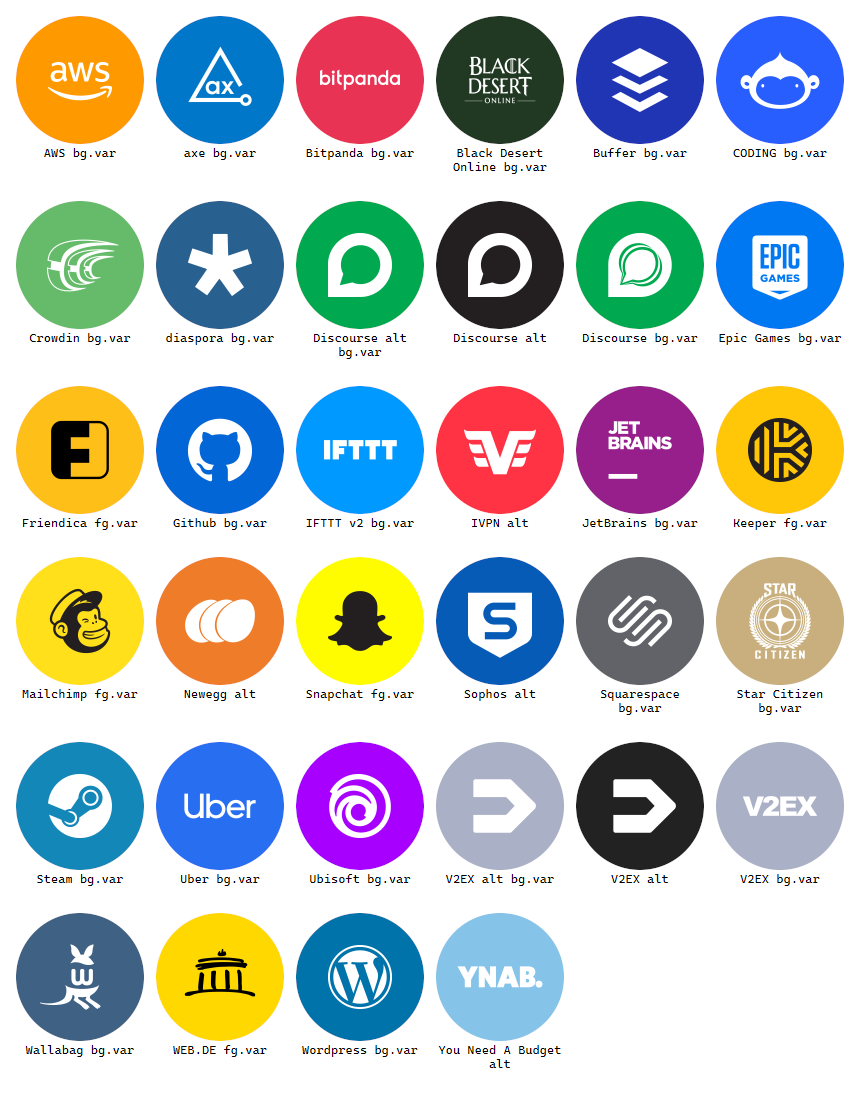 aws
ax
bitpanda
BLACK
DESERT
ONLINE
AWS bg.var
axe bg.var
Bitpanda bg.var
Black Desert
Online bg.var
Buffer bg.var
CODING bg.var
EPIC
GAMES
Crowdin bg.var
diaspora bg.var
Discourse alt
bg.var
Discourse alt
Discourse bg.var
Epic Games bg.var
F
IFTTT
V
JET
BRAINS
K
Friendica fg.var
Github bg.var
IFTTT v2 bg.var
IVPN alt
JetBrains bg.var
Keeper fg.var
S
STAR
CITIZEN
Mailchimp fg.var
Newegg alt
Snapchat fg.var
Sophos alt
Squarespace
bg.var
Star Citizen
bg.var
Uber
V2EX
Steam bg.var
Uber bg.var
Ubisoft bg.var
V2EX alt bg.var
V2EX alt
V2EX bg.var
w
W
YNAB.
Wallabag bg.var
WEB.DE fg.var
Wordpress bg.var
You Need A Budget
alt